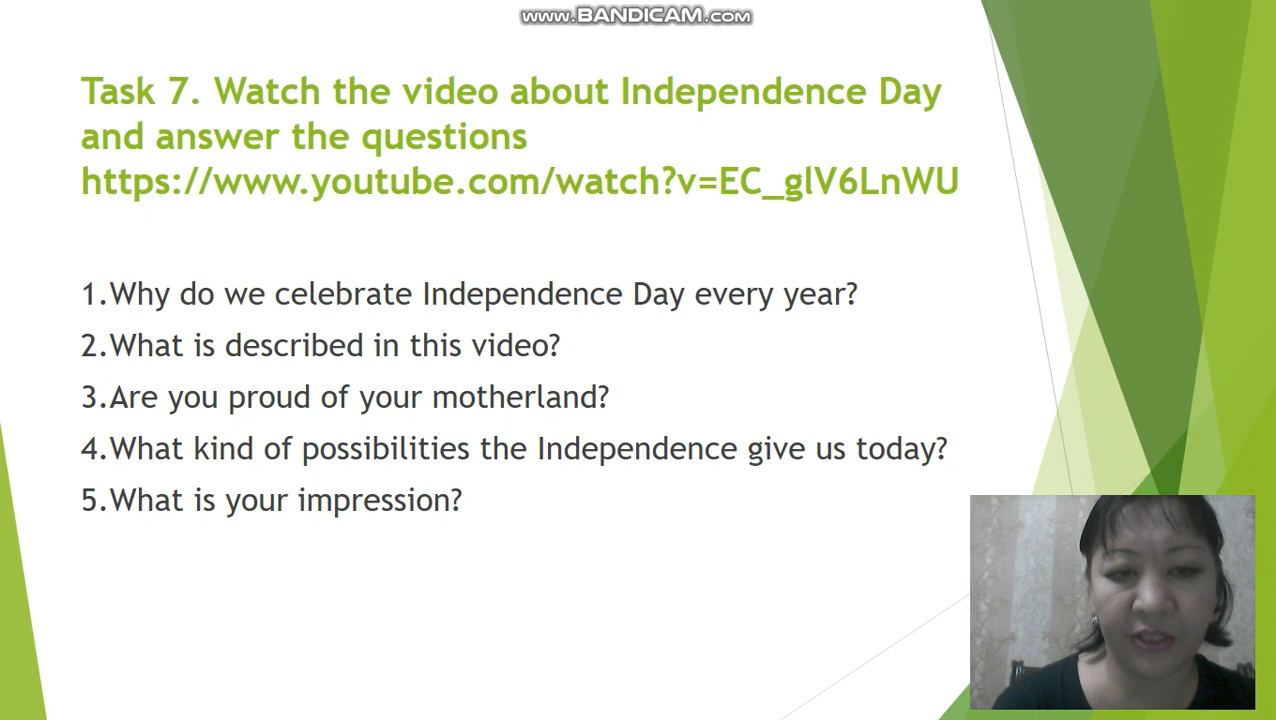 www.BANDICAM.com
Task 7. Watch the video about Independence Day
and answer the questions
https://www.youtube.com/watch?v=EC_glV6LnWU
1.Why do we celebrate Independence Day every year?
2.What is described in this video?
3.Are you proud of your motherland?
4.What kind of possibilities the Independence give us today?
5.What is your impression?